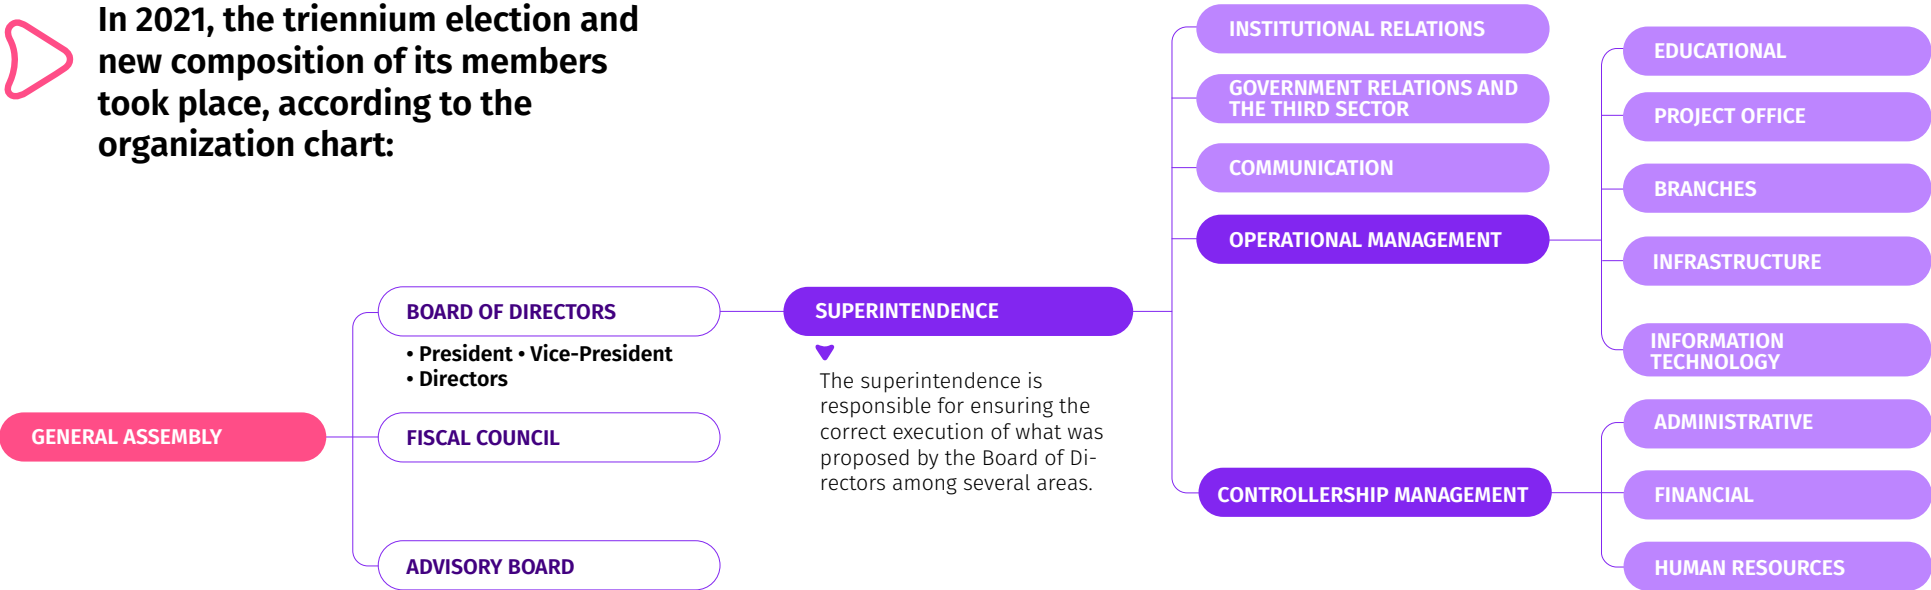 In 2021, the triennium election and
new composition of its members
took place, according to the
organization chart:
GENERAL ASSEMBLY
BOARD OF DIRECTORS
• President • Vice-President
• Directors
FISCAL COUNCIL
ADVISORY BOARD
SUPERINTENDENCE
The superintendence is
responsible for ensuring the
correct execution of what was
proposed by the Board of Di-
rectors among several areas.
INSTITUTIONAL RELATIONS
GOVERNMENT RELATIONS AND
THE THIRD SECTOR
COMMUNICATION
OPERATIONAL MANAGEMENT
CONTROLLERSHIP MANAGEMENT
EDUCATIONAL
PROJECT OFFICE
BRANCHES
INFRASTRUCTURE
INFORMATION
TECHNOLOGY
ADMINISTRATIVE
FINANCIAL
HUMAN RESOURCES